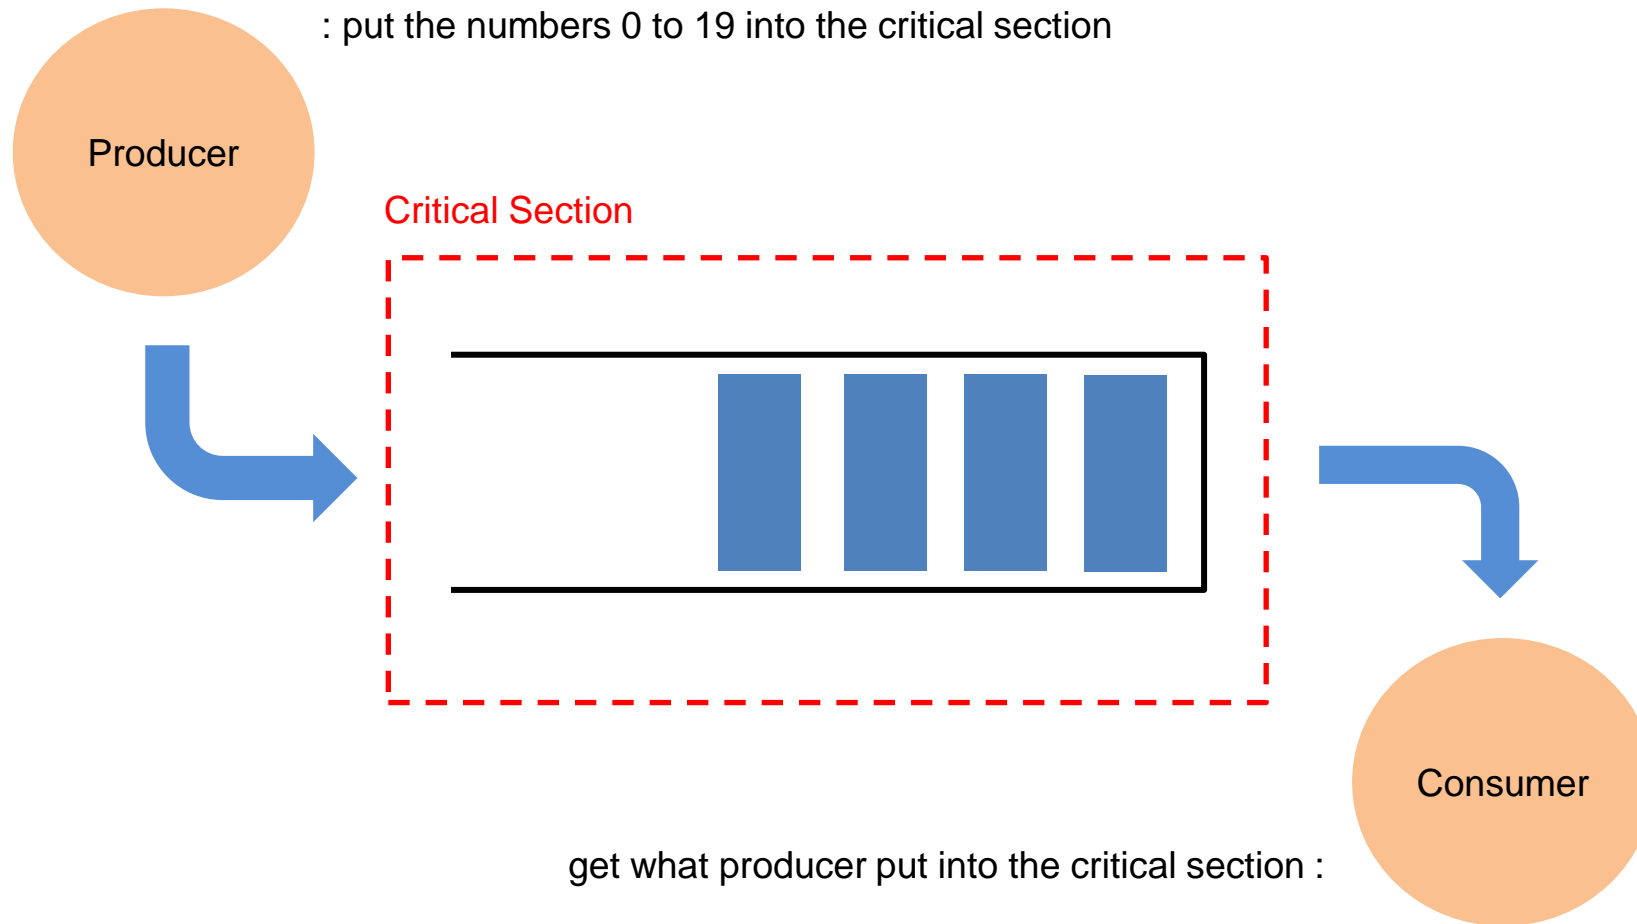 : put the numbers 0 to 19 into the critical section
Producer
Critical Section
Consumer
get what producer put into the critical section :